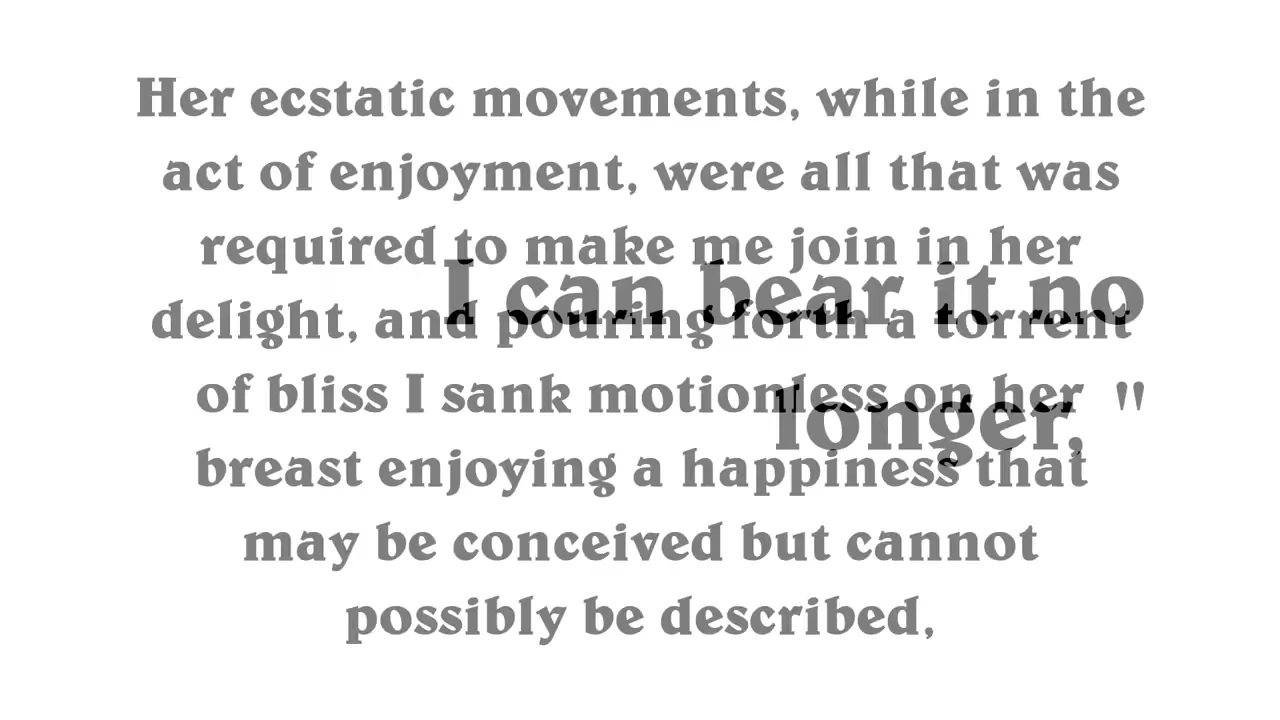 Her ecstatic movements, while in the
act of enjoyment, were all that was
required to make me join in her
delight, and pouring forth a torrent
of bliss I sank motionless on her
breast enjoying a happiness that
may be conceived but cannot
possibly be described,
I can bear it no
longer, "